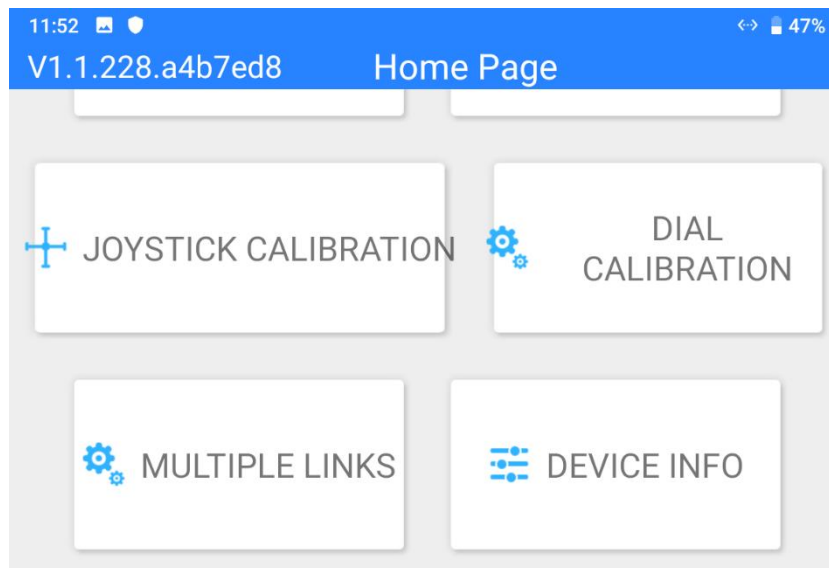 11:52
47%
V1.1.228.a4b7ed8 Home Page
JOYSTICK CALIBRATION
DIAL
CALIBRATION
MULTIPLE LINKS
DEVICE INFO